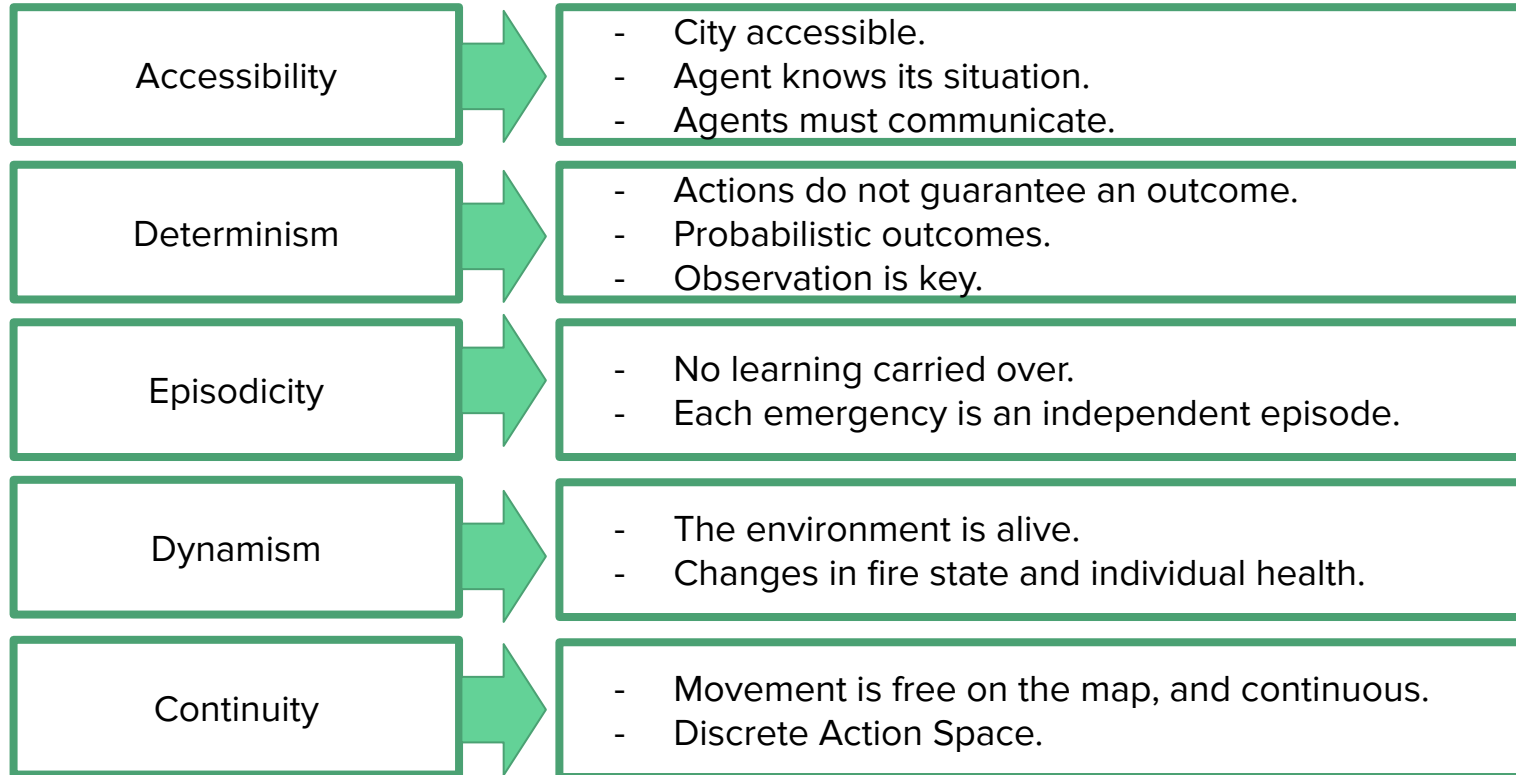 Accessibility
- City accessible.
- Agent knows its situation.
- Agents must communicate.
Determinism
- Actions do not guarantee an outcome.
- Probabilistic outcomes.
- Observation is key.
Episodicity
- No learning carried over.
- Each emergency is an independent episode.
Dynamism
- The environment is alive.
- Changes in fire state and individual health.
Continuity
- Movement is free on the map, and continuous.
- Discrete Action Space.